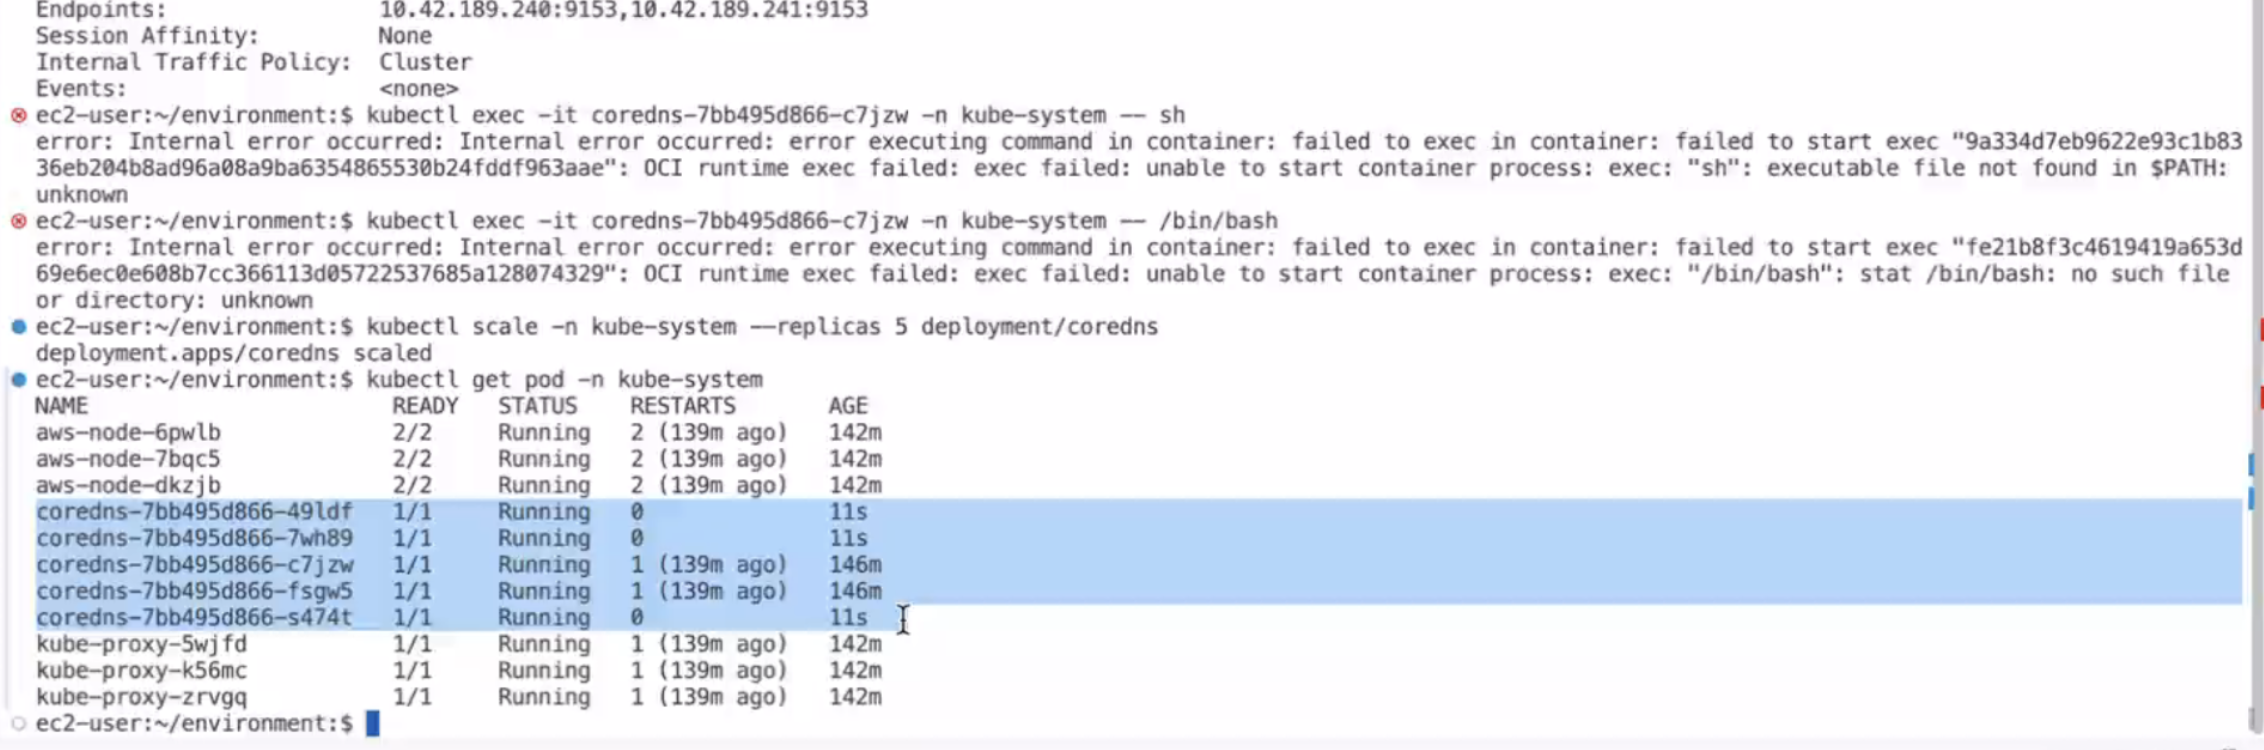 Endpoints: 10.42.189.240:9153,10.42.189.241:9153
Session Affinity: None
Internal Traffic Policy: Cluster
Events: <none>
ec2-user:~/environment:$ kubectl exec -it coredns-7bb495d866-c7jzw -n kube-system -- sh
error: Internal error occurred: Internal error occurred: error executing command in container: failed to exec in container: failed to start exec "9a334d7eb9622e93c1b83
36eb204b8ad96a08a9ba6354865530b24fddf963aae": OCI runtime exec failed: exec failed: unable to start container process: exec: "sh": executable file not found in $PATH:
unknown
ec2-user:~/environment:$ kubectl exec -it coredns-7bb495d866-c7jzw -n kube-system -- /bin/bash
error: Internal error occurred: Internal error occurred: error executing command in container: failed to exec in container: failed to start exec "fe21b8f3c4619419a653d
69e6ec0e608b7cc366113d05722537685a128074329": OCI runtime exec failed: exec failed: unable to start container process: exec: "/bin/bash": stat /bin/bash: no such file
or directory: unknown
ec2-user:~/environment:$ kubectl scale -n kube-system --replicas 5 deployment/coredns
deployment.apps/coredns scaled
ec2-user:~/environment:$ kubectl get pod -n kube-system
NAME READY STATUS RESTARTS AGE
aws-node-6pwlb 2/2 Running 2 (139m ago) 142m
aws-node-7bqc5 2/2 Running 2 (139m ago) 142m
aws-node-dkzjb 2/2 Running 2 (139m ago) 142m
coredns-7bb495d866-49ldf 1/1 Running 0 11s
coredns-7bb495d866-7wh89 1/1 Running 0 11s
coredns-7bb495d866-c7jzw 1/1 Running 1 (139m ago) 146m
coredns-7bb495d866-fsgw5 1/1 Running 1 (139m ago) 146m
coredns-7bb495d866-s474t 1/1 Running 0 11s
kube-proxy-5wjfd 1/1 Running 1 (139m ago) 142m
kube-proxy-k56mc 1/1 Running 1 (139m ago) 142m
kube-proxy-zrvgq 1/1 Running 1 (139m ago) 142m
ec2-user:~/environment:$